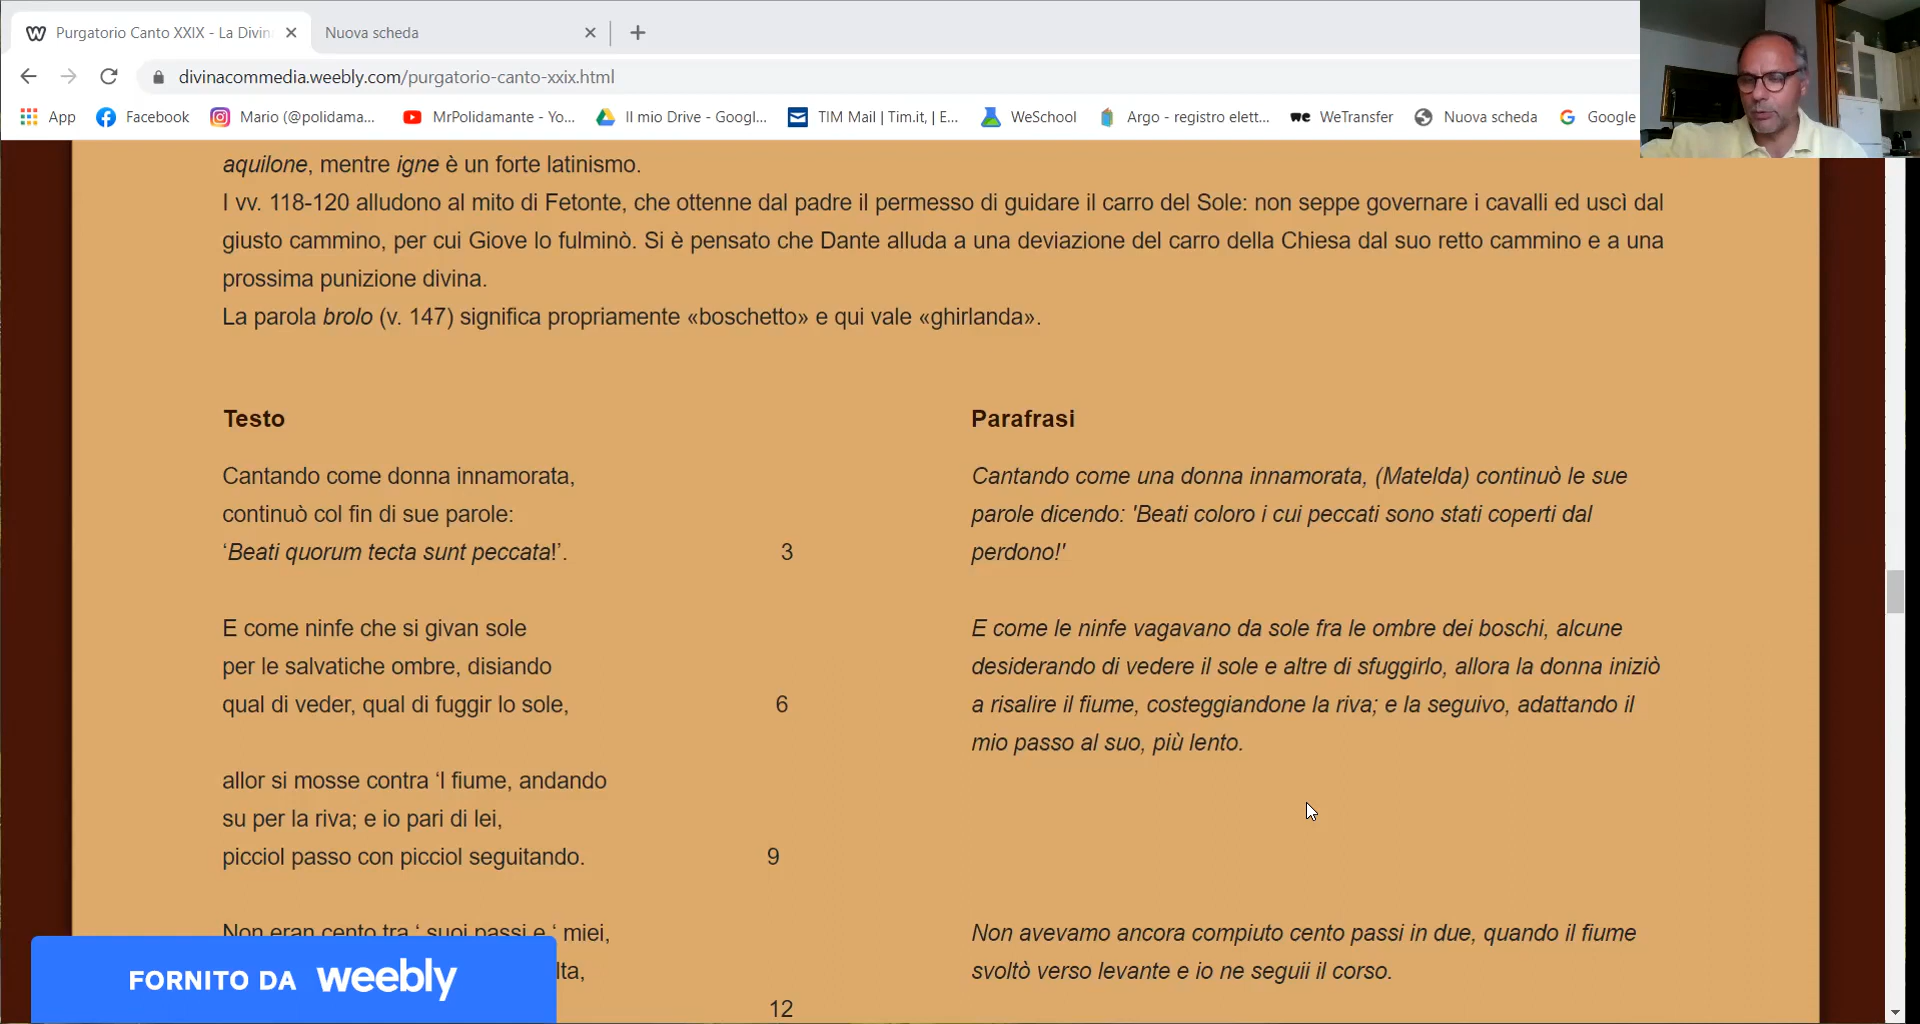 Purgatorio Canto XXIX - La Divin
Nuova scheda
divinacommedia.weebly.com/purgatorio-canto-xxix.html
App
Facebook
Mario (@polidama...
MrPolidamante - Yo...
Il mio Drive - Googl...
TIM Mail | Tim.it, | E...
WeSchool
Argo - registro elett...
WeTransfer
Nuova scheda
Google
aquilone, mentre igne è un forte latinismo.
I vv. 118-120 alludono al mito di Fetonte, che ottenne dal padre il permesso di guidare il carro del Sole: non seppe governare i cavalli ed uscì dal
giusto cammino, per cui Giove lo fulminò. Si è pensato che Dante alluda a una deviazione del carro della Chiesa dal suo retto cammino e a una
prossima punizione divina.
La parola brolo (v. 147) significa propriamente «boschetto» e qui vale «ghirlanda».
Testo
Cantando come donna innamorata,
continuò col fin di sue parole:
‘Beati quorum tecta sunt peccata!’. 3
E come ninfe che si givan sole
per le salvatiche ombre, disiando
qual di veder, qual di fuggir lo sole, 6
allor si mosse contra ‘l fiume, andando
su per la riva; e io pari di lei,
picciol passo con picciol seguitando. 9
Non eran cento tra ‘ suoi passi e ‘ miei,
lta,
12
Parafrasi
Cantando come una donna innamorata, (Matelda) continuò le sue
parole dicendo: 'Beati coloro i cui peccati sono stati coperti dal
perdono!'
E come le ninfe vagavano da sole fra le ombre dei boschi, alcune
desiderando di vedere il sole e altre di sfuggirlo, allora la donna iniziò
a risalire il fiume, costeggiandone la riva; e la seguivo, adattando il
mio passo al suo, più lento.
Non avevamo ancora compiuto cento passi in due, quando il fiume
svoltò verso levante e io ne seguii il corso.
FORNITO DA weebly